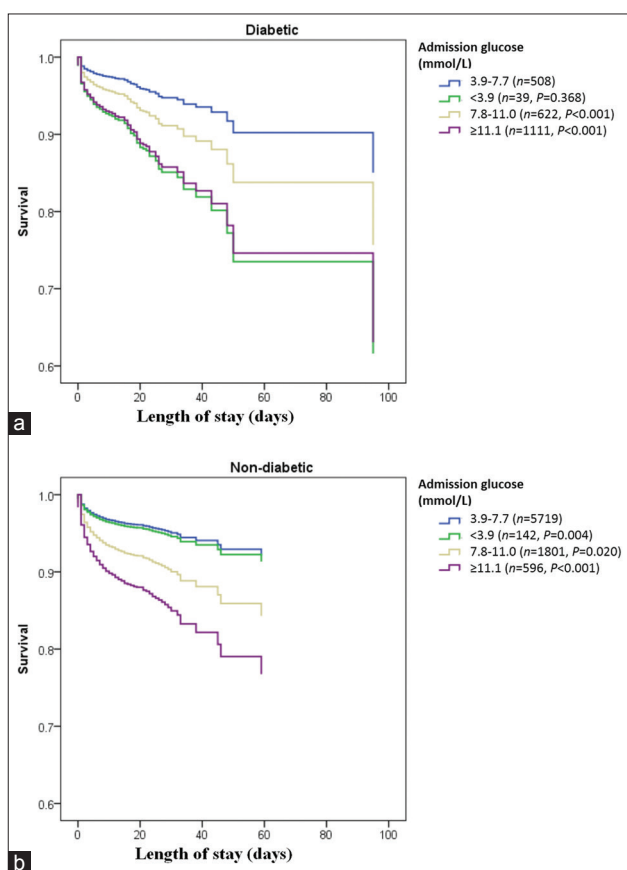 Diabetic
Admission glucose
(mmol/L)
3.9-7.7 (n=508)
<3.9 (n=39, P=0.368)
7.8-11.0 (n=622, P<0.001)
≥11.1 (n=1111, P<0.001)
1.0
0.9
0.8
0.7
0.6
Survival
0 20 40 60 80 100
Length of stay (days)
a
Non-diabetic
Admission glucose
(mmol/L)
3.9-7.7 (n=5719)
<3.9 (n=142, P=0.004)
7.8-11.0 (n=1801, P=0.020)
≥11.1 (n=596, P<0.001)
1.0
0.9
0.8
0.7
0.6
Survival
0 20 40 60 80 100
Length of stay (days)
b